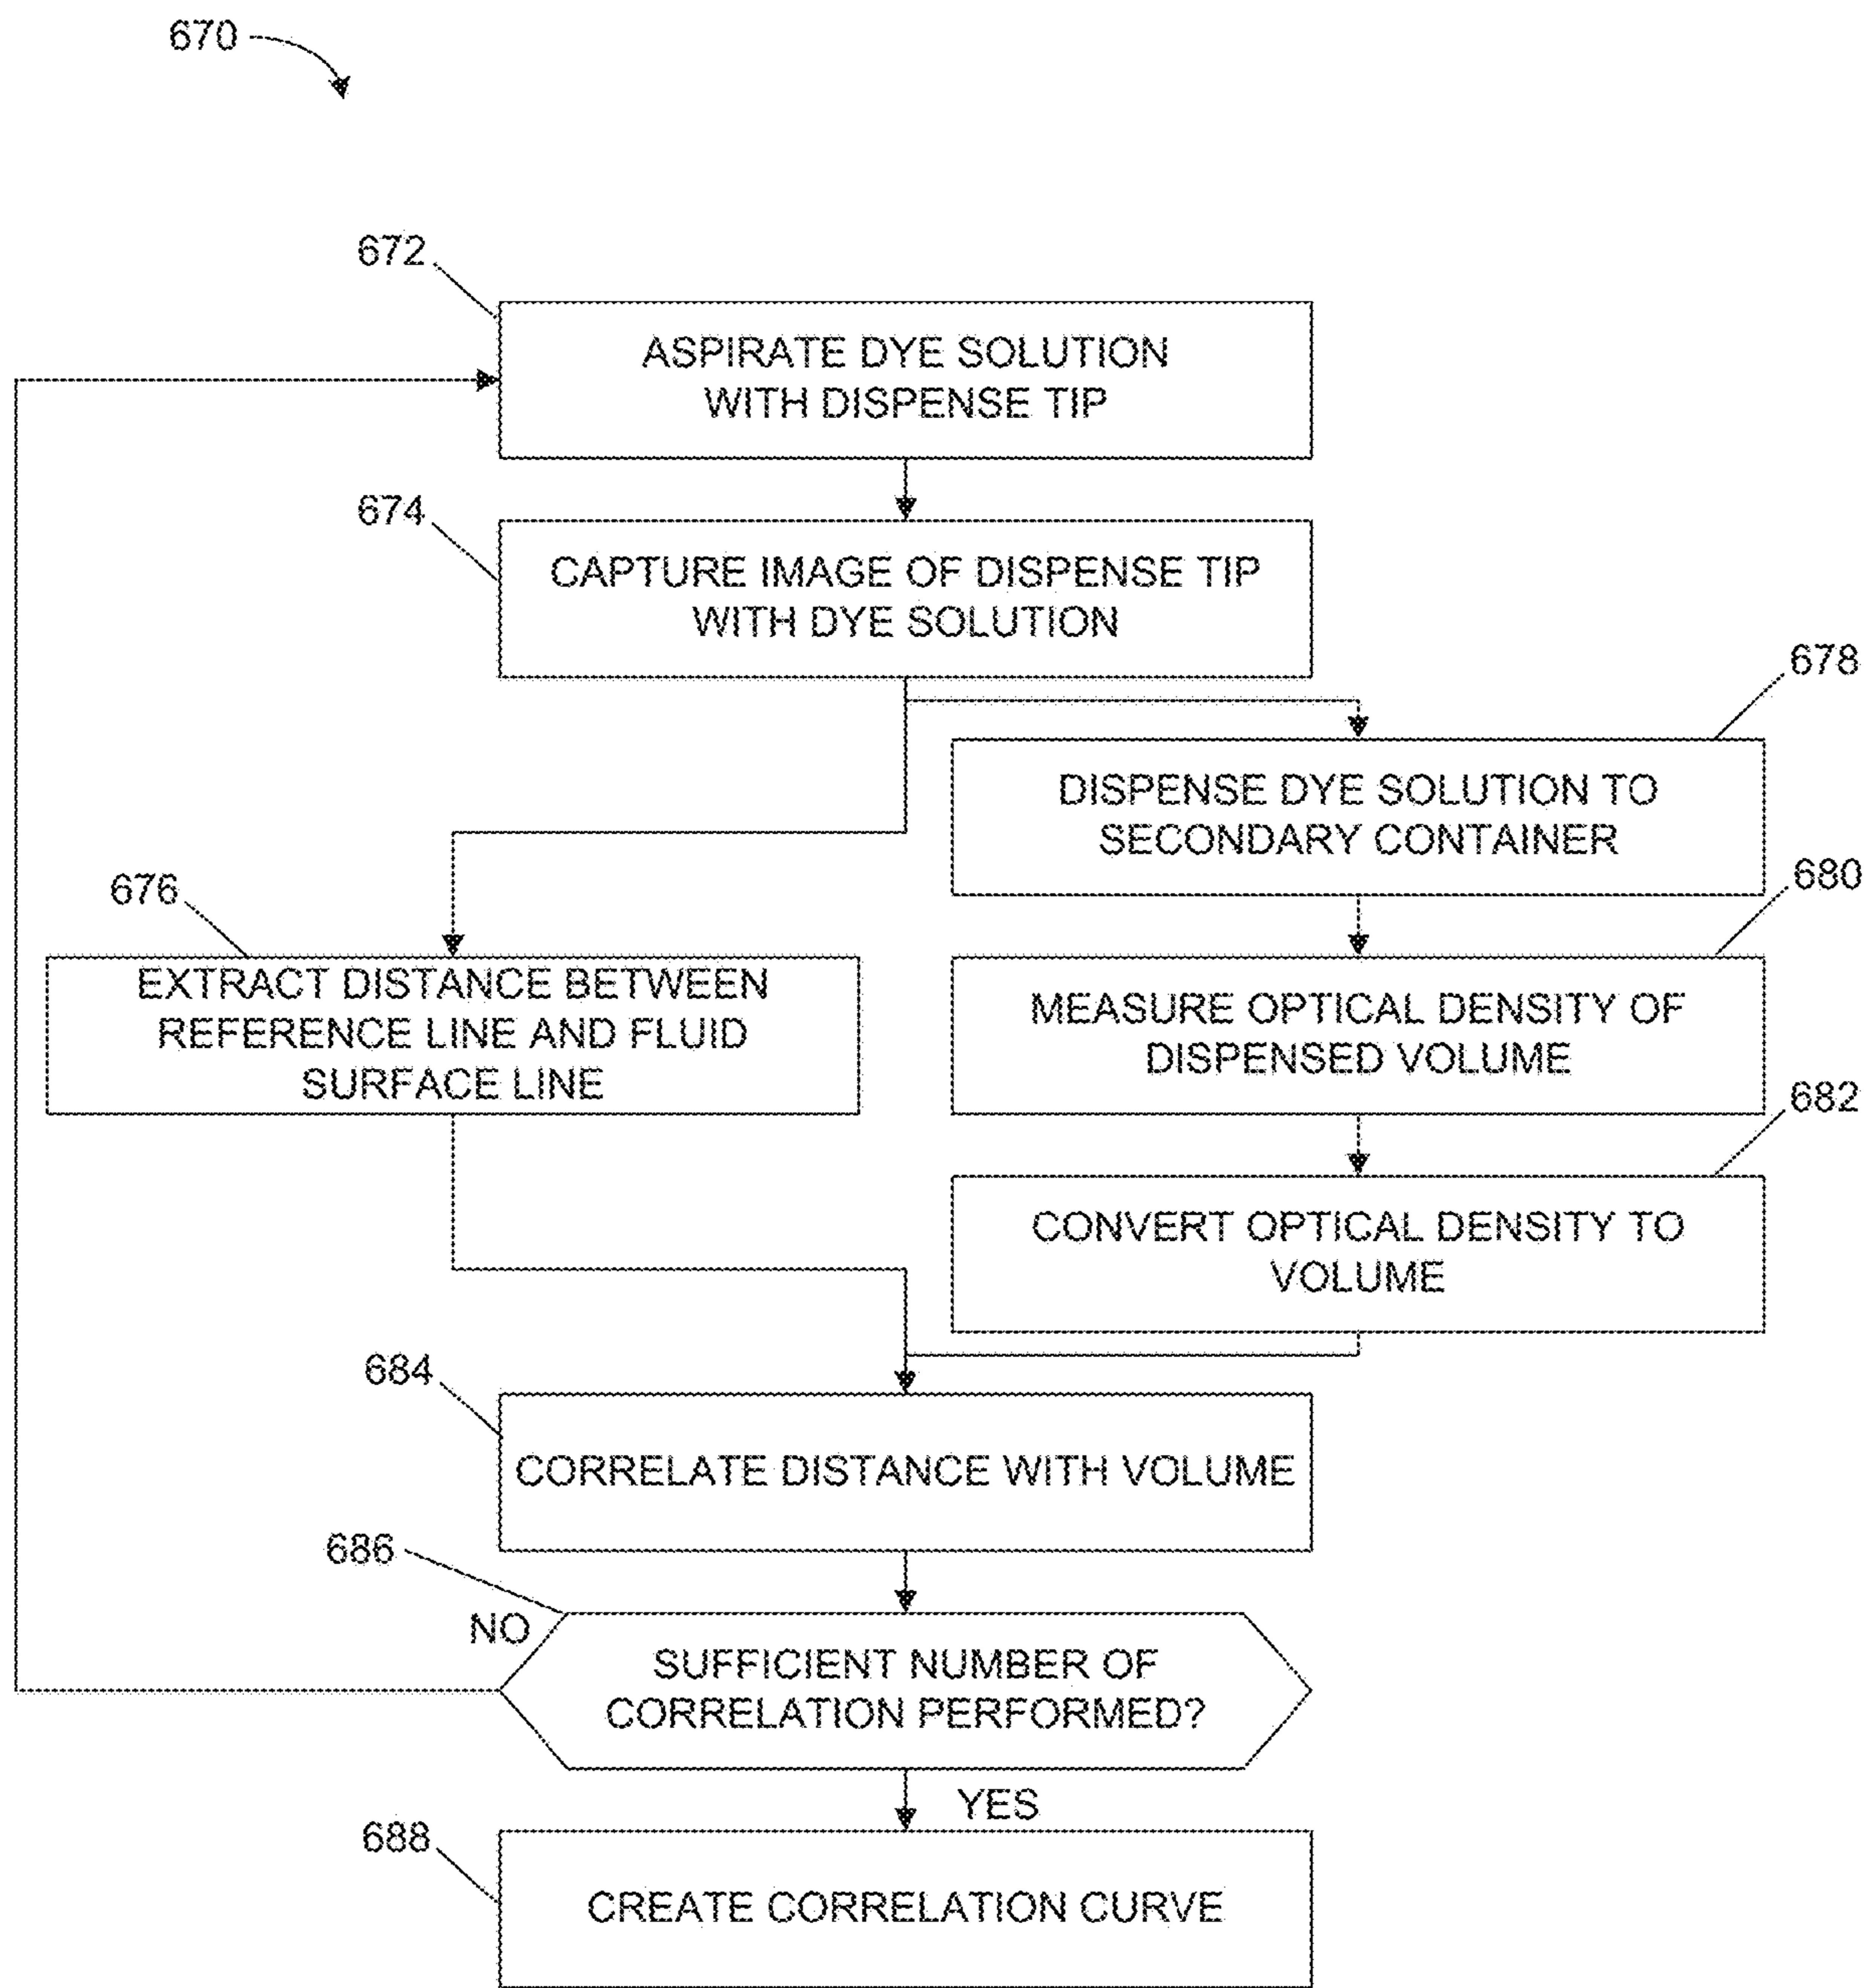 670
672
ASPIRATE DYE SOLUTION
WITH DISPENSE TIP
674
CAPTURE IMAGE OF DISPENSE TIP
WITH DYE SOLUTION
678
DISPENSE DYE SOLUTION TO
SECONDARY CONTAINER
676
EXTRACT DISTANCE BETWEEN
REFERENCE LINE AND FLUID
SURFACE LINE
680
MEASURE OPTICAL DENSITY OF
DISPENSED VOLUME
682
CONVERT OPTICAL DENSITY TO
VOLUME
684
CORRELATE DISTANCE WITH VOLUME
686
NO
SUFFICIENT NUMBER OF
CORRELATION PERFORMED?
YES
688
CREATE CORRELATION CURVE